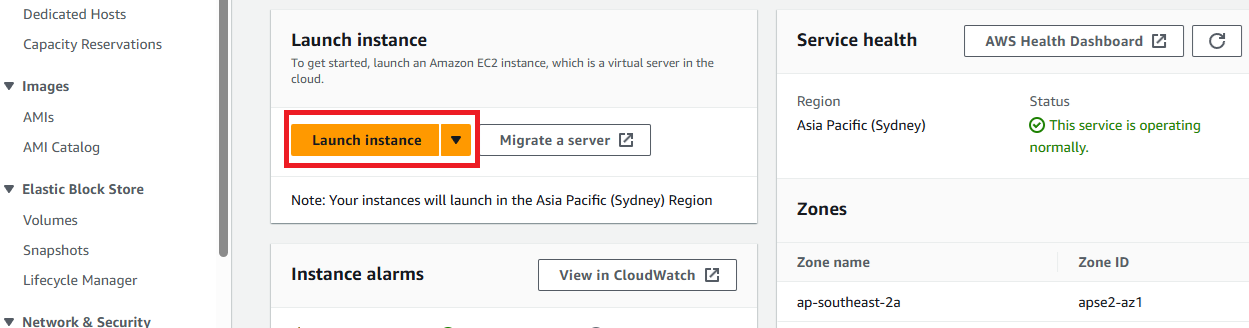 Dedicated Hosts
Capacity Reservations
Images
AMIs
AMI Catalog
Elastic Block Store
Volumes
Snapshots
Lifecycle Manager
Network & Security
Launch instance
To get started, launch an Amazon EC2 instance, which is a virtual server in the
cloud.
Launch instance
Migrate a server
Note: Your instances will launch in the Asia Pacific (Sydney) Region
Instance alarms
View in CloudWatch
Service health
AWS Health Dashboard
Region
Status
Asia Pacific (Sydney)
This service is operating
normally.
Zones
Zone name
Zone ID
ap-southeast-2a
apse2-az1